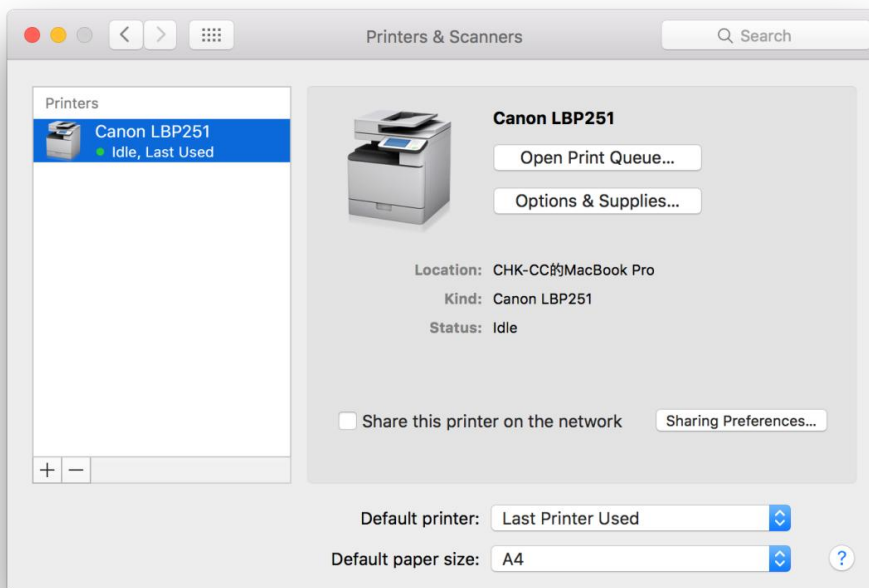 Printers & Scanners
Search
Printers
Canon LBP251
Idle, Last Used
Canon LBP251
Open Print Queue...
Options & Supplies...
Location: CHK-CC的MacBook Pro
Kind: Canon LBP251
Status: Idle
Share this printer on the network
Sharing Preferences...
+ −
Default printer: Last Printer Used
Default paper size: A4
?